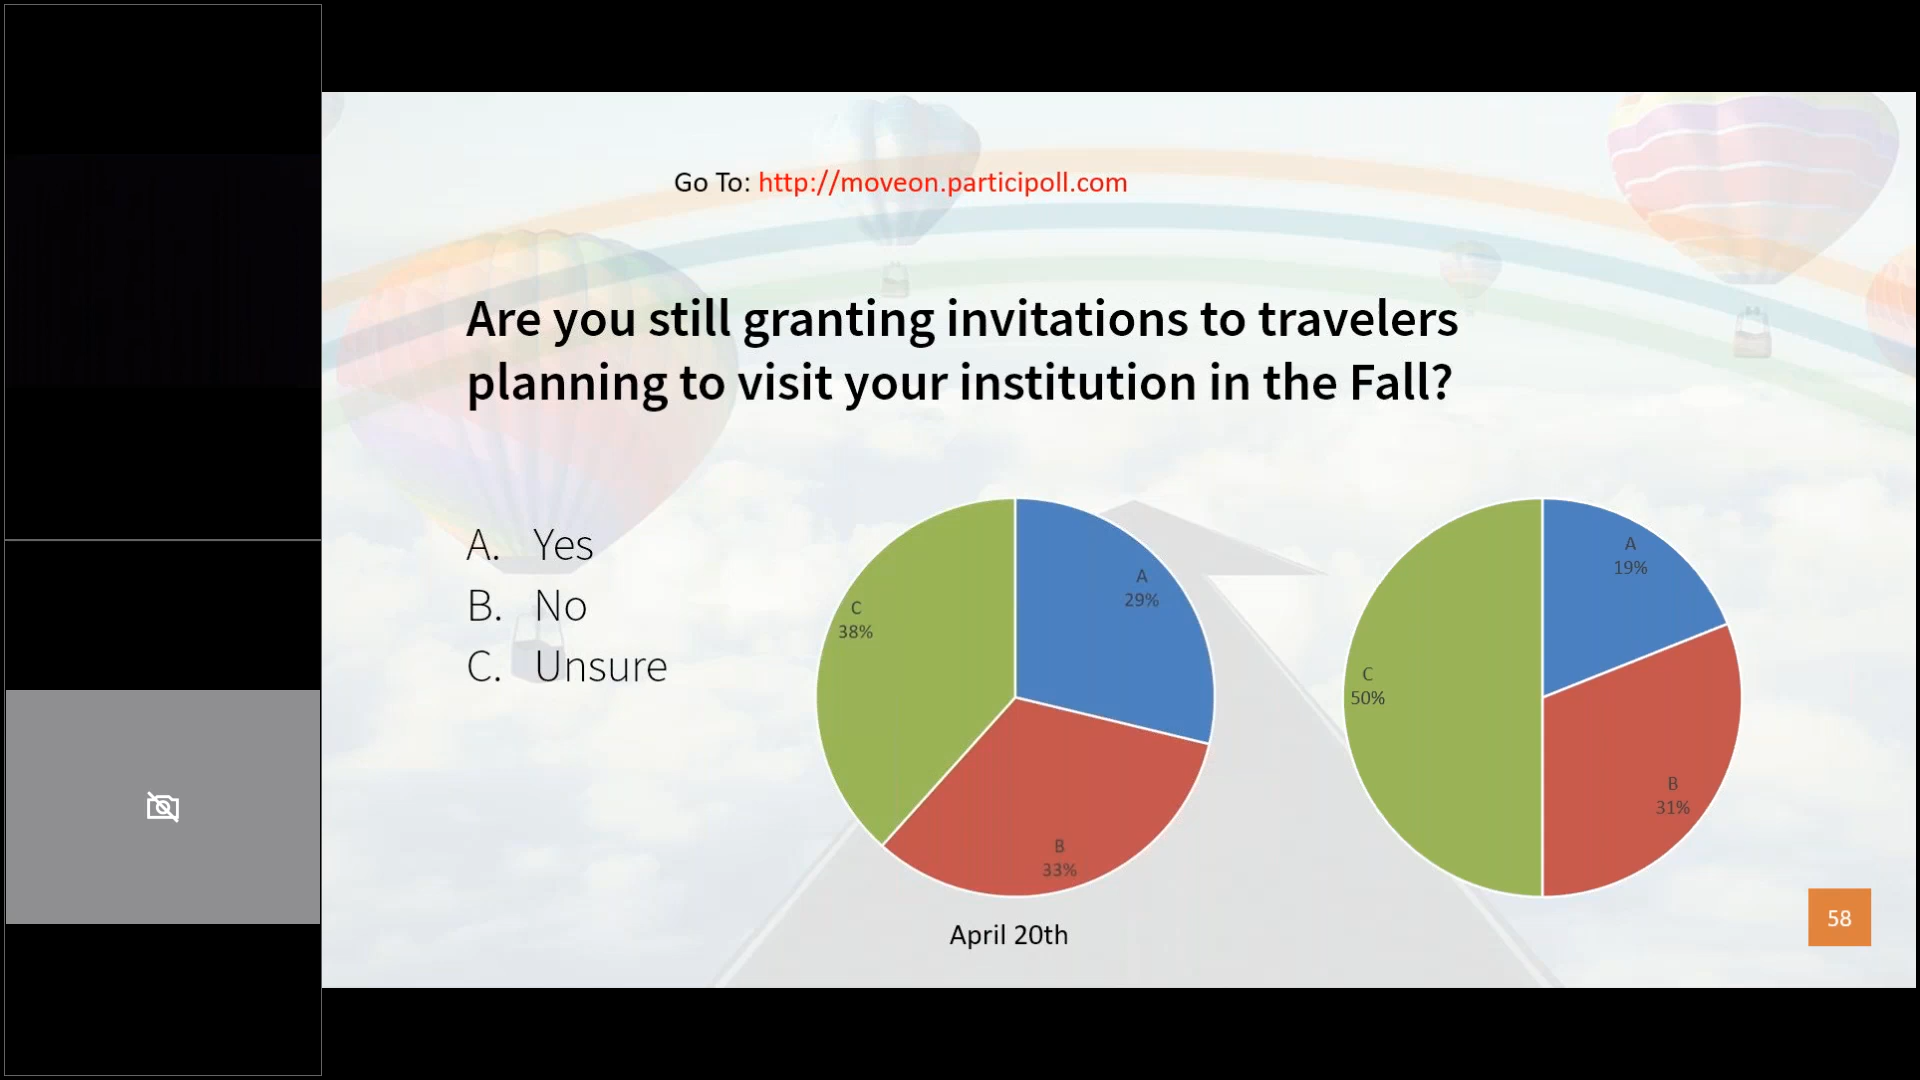 Go To: http://moveon.participoll.com
Are you still granting invitations to travelers
planning to visit your institution in the Fall?
A. Yes
B. No
C. Unsure
A
29%
B
33%
C
38%
April 20th
A
19%
B
31%
C
50%
58